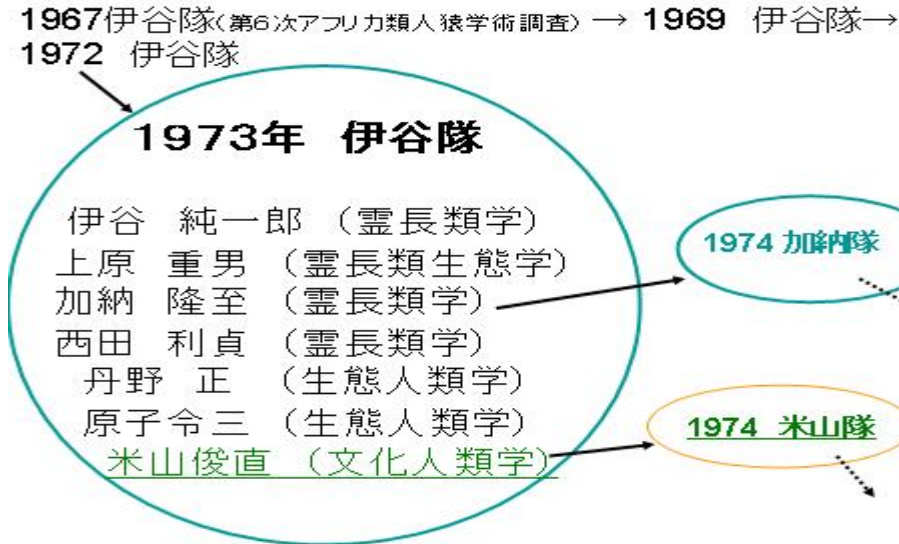 1967伊谷隊(第6次アフリカ類人猿学術調査) → 1969 伊谷隊→
1972 伊谷隊
1973年 伊谷隊
伊谷 純一郎 (霊長類学)
上原 重男 (霊長類生態学)
加納 隆至 (霊長類学)
西田 利貞 (霊長類学)
丹野 正 (生態人類学)
原子令三 (生態人類学)
米山俊直 (文化人類学)
1974 加納隊
1974 米山隊